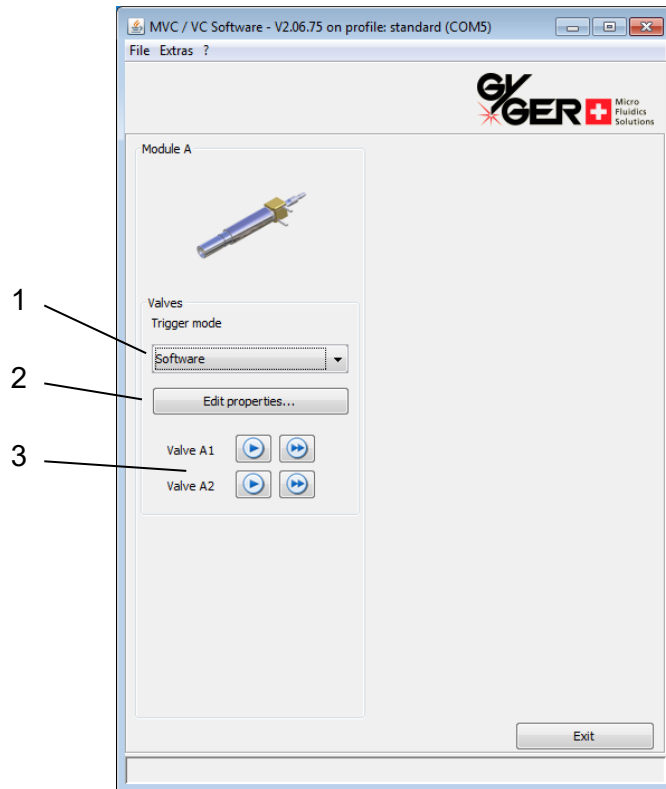 MVC / VC Software - V2.06.75 on profile: standard (COM5)
File Extras ?
GYGER
Micro
Fluidics
Solutions
Module A
Valves
Trigger mode
1
Software
2
Edit properties...
3
Valve A1
Valve A2
Exit